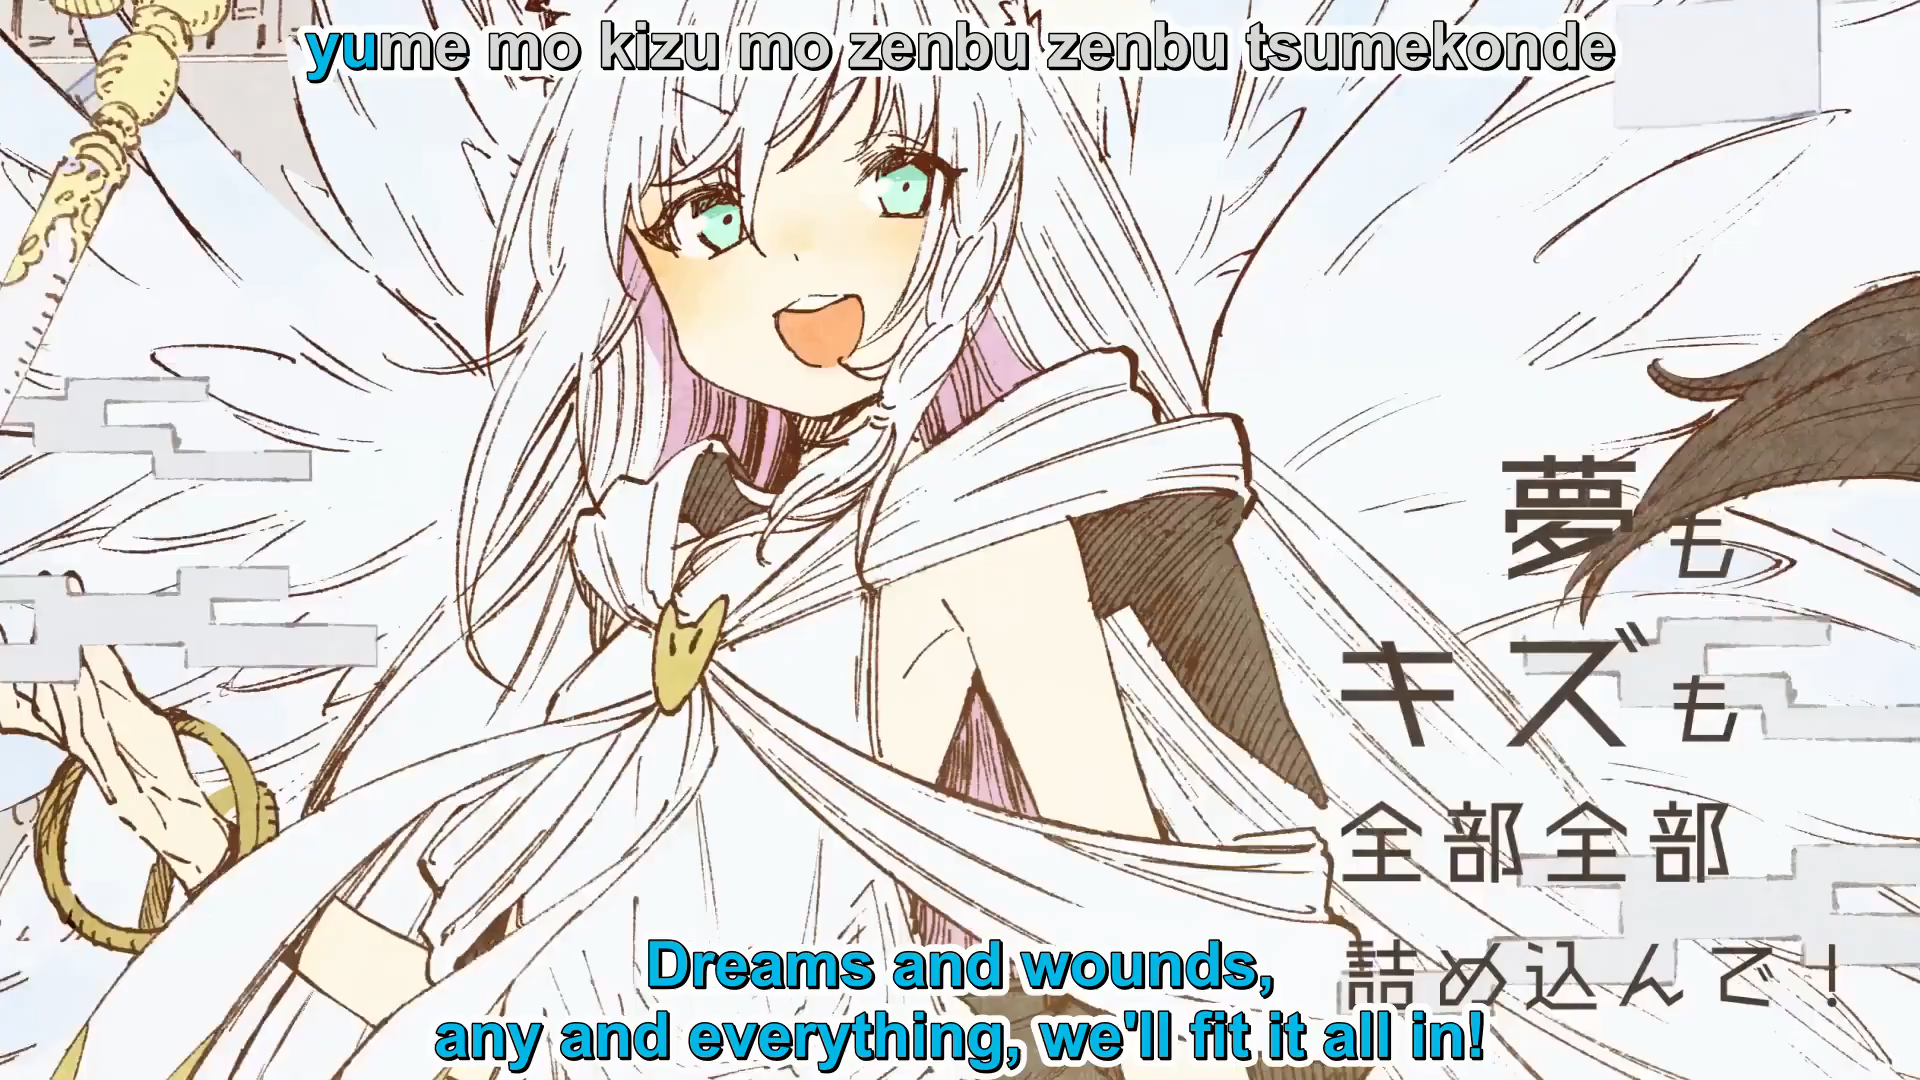 yume mo kizu mo zenbu zenbu tsumekonde
夢も
キズも
全部全部
詰め込んで!
Dreams and wounds,
any and everything, we'll fit it all in!